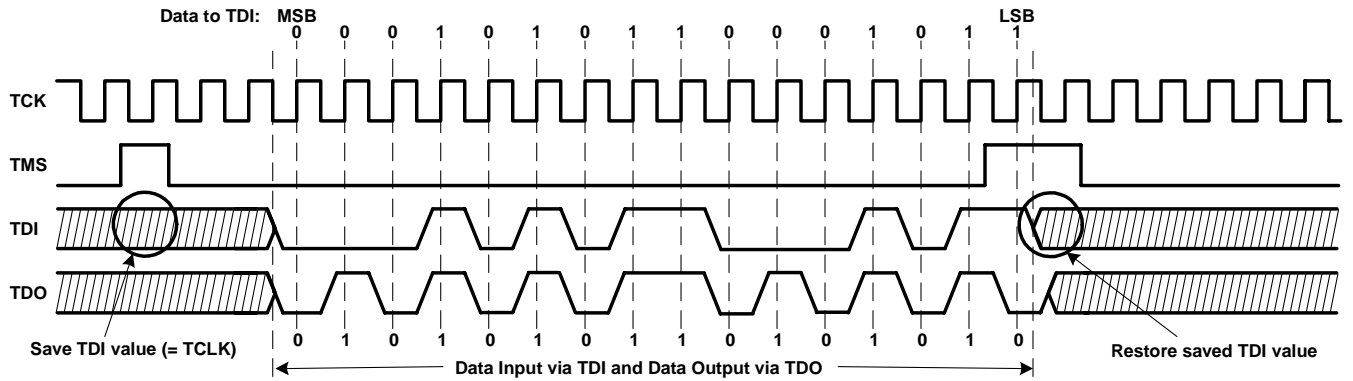 Data to TDI: MSB LSB
0 0 0 1 0 1 0 1 1 0 0 0 1 0 1 1
TCK
TMS
TDI
TDO
0 1 0 1 0 1 0 1 1 0 1 0 1 0 1 0
Save TDI value (= TCLK)
Restore saved TDI value
Data Input via TDI and Data Output via TDO